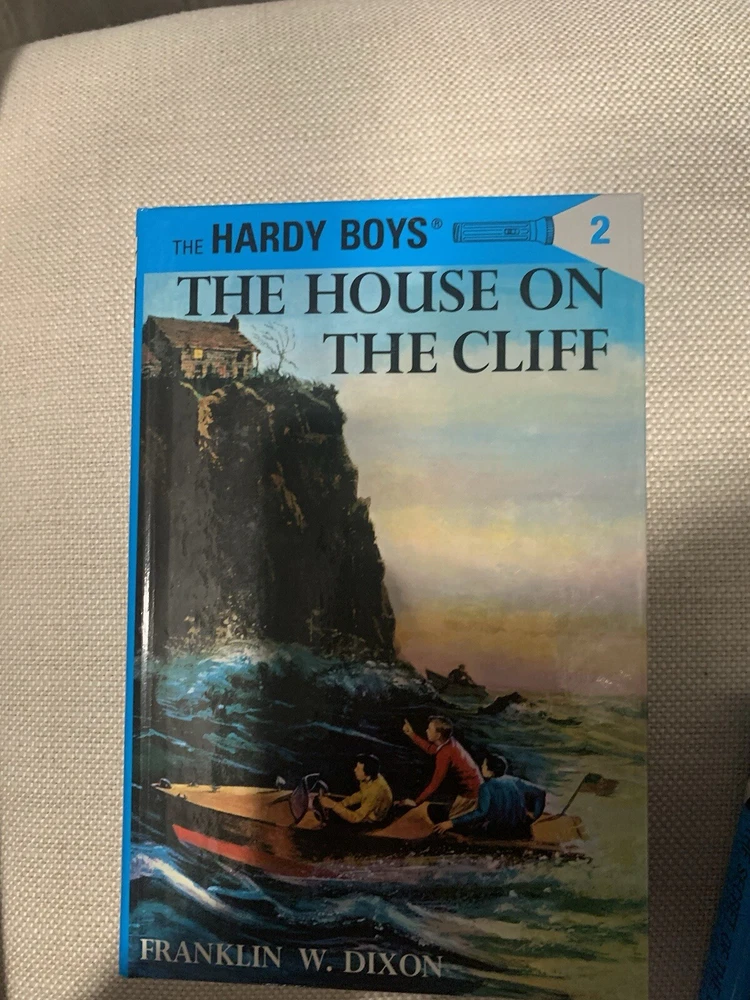 THE HARDY BOYS® 2
THE HOUSE ON
THE CLIFF
FRANKLIN W. DIXON